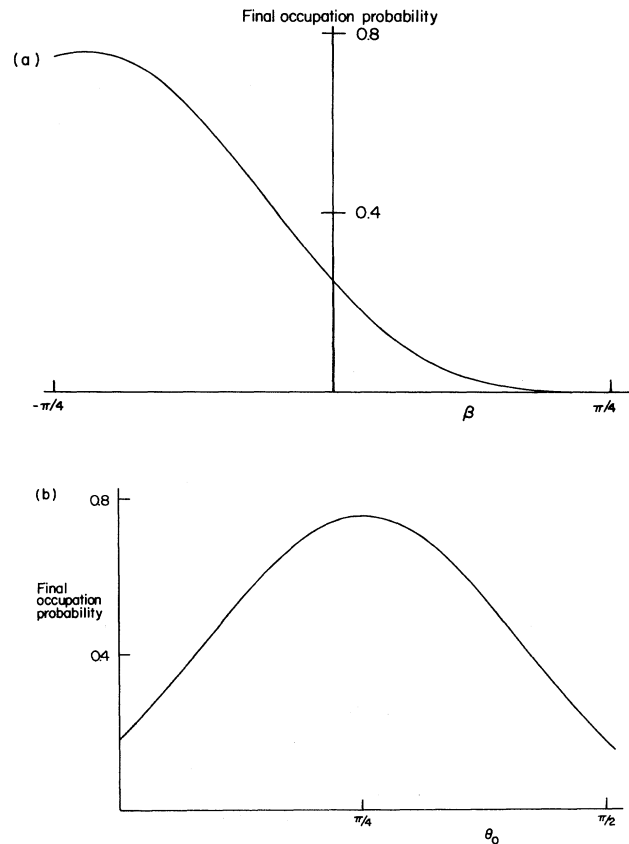 Final occupation probability
(a)
0.8
0.4
-π/4
β
π/4
(b)
0.8
Final
occupation
probability
0.4
π/4
π/2
θ₀